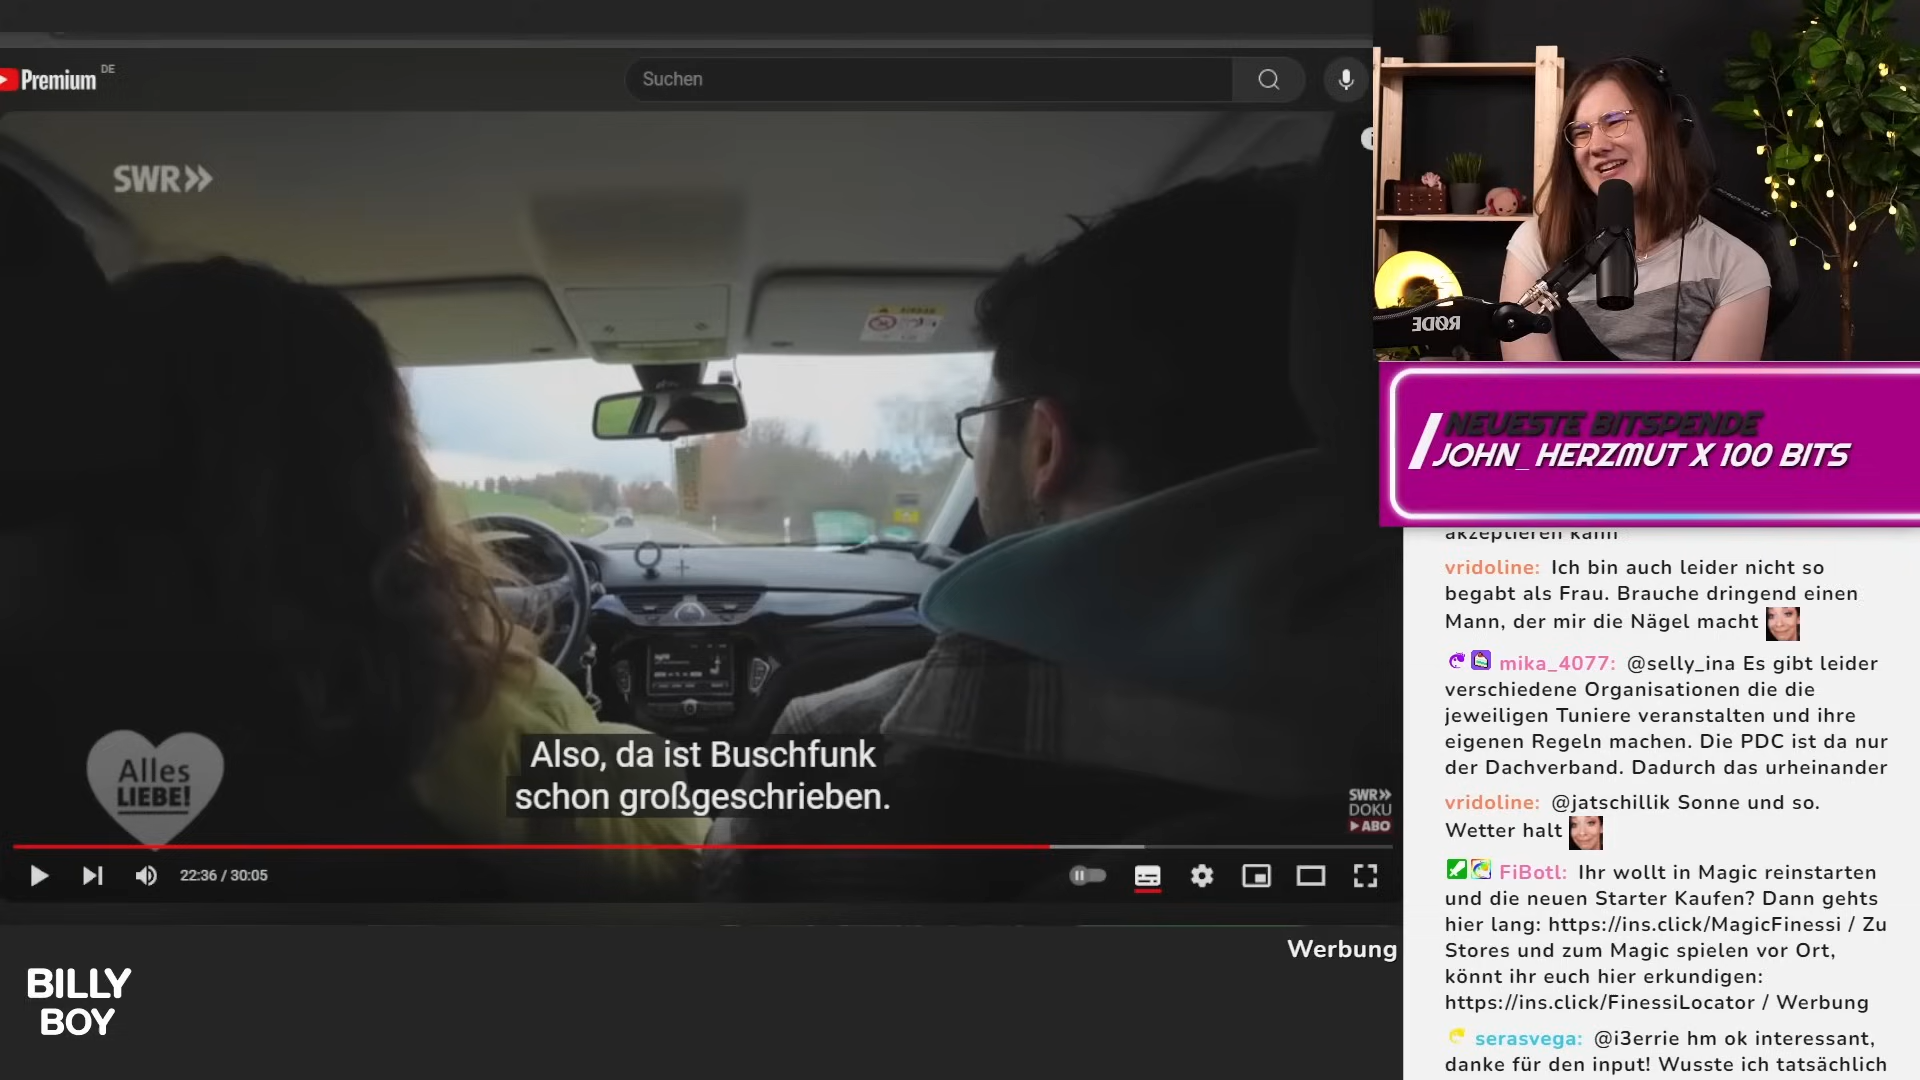 Premium DE
Suchen
SWR
Alles
LIEBE!
Also, da ist Buschfunk
schon großgeschrieben.
SWR
DOKU
ABO
22:36 / 30:05
Werbung
BILLY
BOY
RØDE
NEUESTE BITSPENDE
JOHN_HERZMUT X 100 BITS
akzeptieren kann
vridoline: Ich bin auch leider nicht so
begabt als Frau. Brauche dringend einen
Mann, der mir die Nägel macht
mika_4077: @selly_ina Es gibt leider
verschiedene Organisationen die die
jeweiligen Tuniere veranstalten und ihre
eigenen Regeln machen. Die PDC ist da nur
der Dachverband. Dadurch das urheinander
vridoline: @jatschillik Sonne und so.
Wetter halt
FiBotl: Ihr wollt in Magic reinstarten
und die neuen Starter Kaufen? Dann gehts
hier lang: https://ins.click/MagicFinessi / Zu
Stores und zum Magic spielen vor Ort,
könnt ihr euch hier erkundigen:
https://ins.click/FinessiLocator / Werbung
serasvega: @i3errie hm ok interessant,
danke für den input! Wusste ich tatsächlich